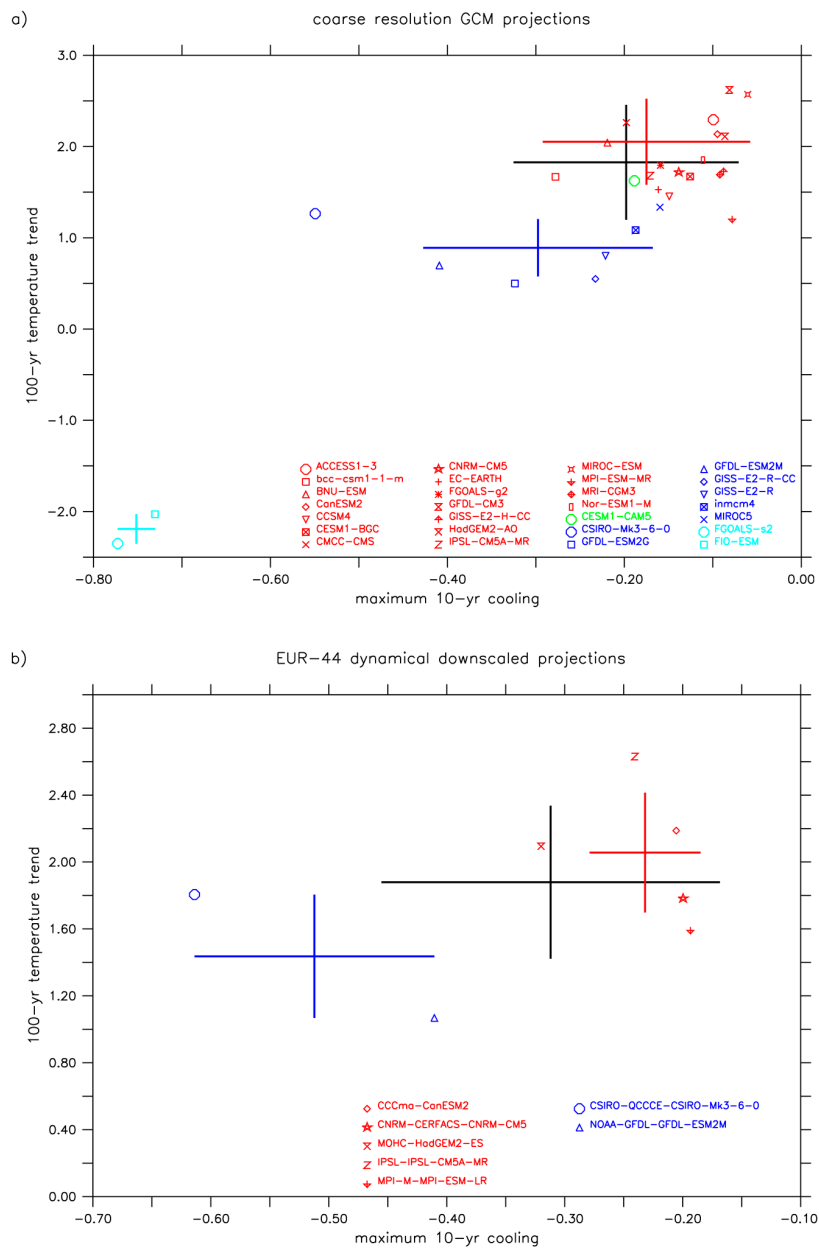 a)
coarse resolution GCM projections
3.0
2.0
1.0
0.0
-1.0
-2.0
100-yr temperature trend
ACCESS1-3
bcc-csm1-1-m
BNU-ESM
CanESM2
CCSM4
CESM1-BGC
CMCC-CMS
CNRM-CM5
EC-EARTH
FGOALS-g2
GFDL-CM3
GISS-E2-H-CC
HadGEM2-AO
IPSL-CM5A-MR
MIROC-ESM
MPI-ESM-MR
MRI-CGM3
Nor-ESM1-M
CESM1-CAM5
CSIRO-Mk3-6-0
GFDL-ESM2G
GFDL-ESM2M
GISS-E2-R-CC
GISS-E2-R
inmcm4
MIROC5
FGOALS-s2
FIO-ESM
-0.80
-0.60
-0.40
-0.20
0.00
maximum 10-yr cooling
b)
EUR-44 dynamical downscaled projections
2.80
2.40
2.00
1.60
1.20
0.80
0.40
0.00
100-yr temperature trend
CCCma-CanESM2
CNRM-CERFACS-CNRM-CM5
MOHC-HadGEM2-ES
IPSL-IPSL-CM5A-MR
MPI-M-MPI-ESM-LR
CSIRO-QCCCE-CSIRO-Mk3-6-0
NOAA-GFDL-GFDL-ESM2M
-0.70
-0.60
-0.50
-0.40
-0.30
-0.20
-0.10
maximum 10-yr cooling